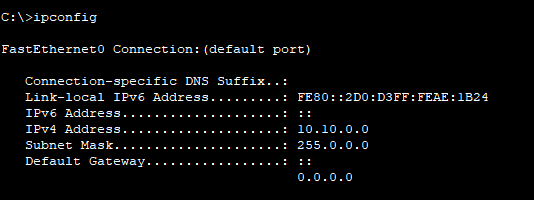 C:\>ipconfig
FastEthernet0 Connection:(default port)
Connection-specific DNS Suffix..:
Link-local IPv6 Address.........: FE80::2D0:D3FF:FEAE:1B24
IPv6 Address....................: ::
IPv4 Address....................: 10.10.0.0
Subnet Mask.....................: 255.0.0.0
Default Gateway.................: ::
0.0.0.0